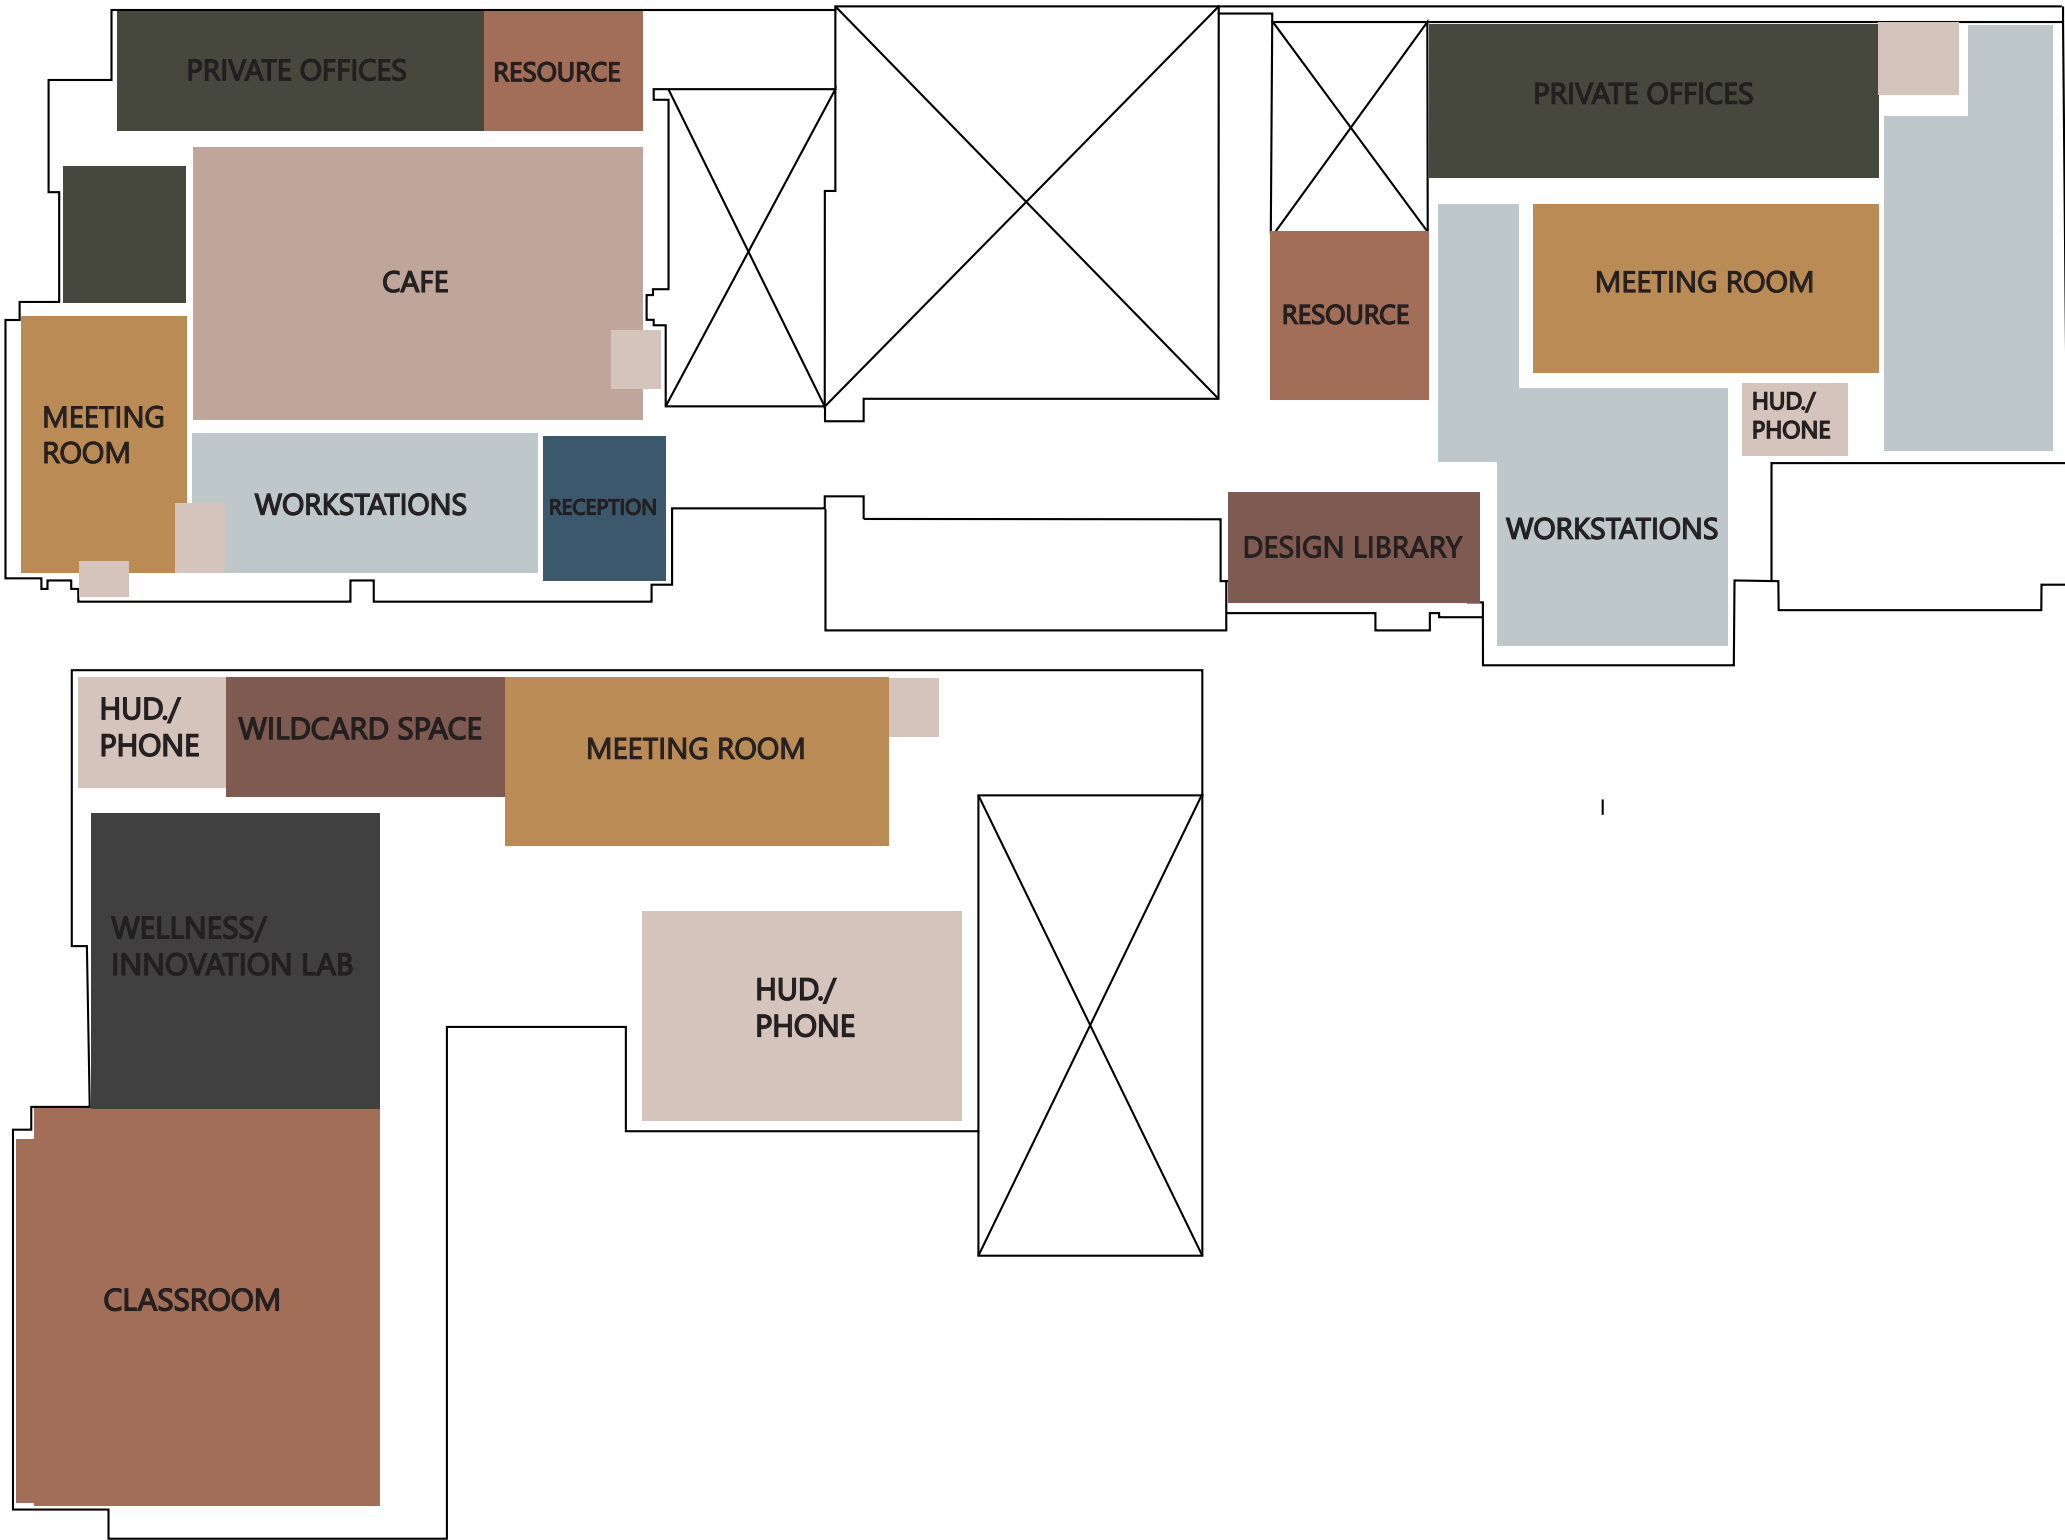 PRIVATE OFFICES
RESOURCE
PRIVATE OFFICES
CAFE
MEETING ROOM
RESOURCE
MEETING
ROOM
HUD./
PHONE
WORKSTATIONS
RECEPTION
WORKSTATIONS
DESIGN LIBRARY
HUD./
PHONE
WILDCARD SPACE
MEETING ROOM
WELLNESS/
INNOVATION LAB
HUD./
PHONE
CLASSROOM